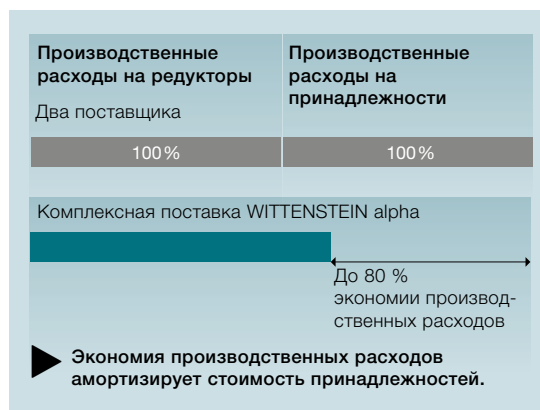 Производственные
расходы на редукторы
Два поставщика
Производственные
расходы на
принадлежности
100%
100%
Комплексная поставка WITTENSTEIN alpha
До 80 %
экономии производ-
ственных расходов
Экономия производственных расходов
амортизирует стоимость принадлежностей.